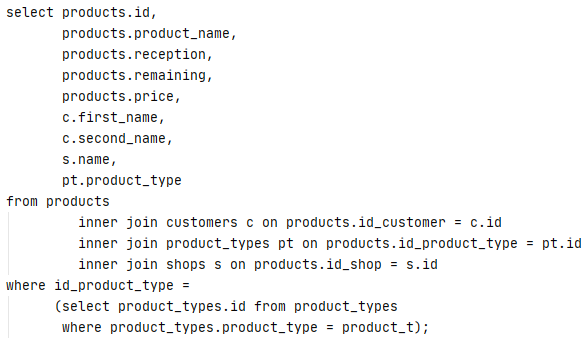 select products.id,
       products.product_name,
       products.reception,
       products.remaining,
       products.price,
       c.first_name,
       c.second_name,
       s.name,
       pt.product_type
from products
         inner join customers c on products.id_customer = c.id
         inner join product_types pt on products.id_product_type = pt.id
         inner join shops s on products.id_shop = s.id
where id_product_type =
      (select product_types.id from product_types
       where product_types.product_type = product_t);